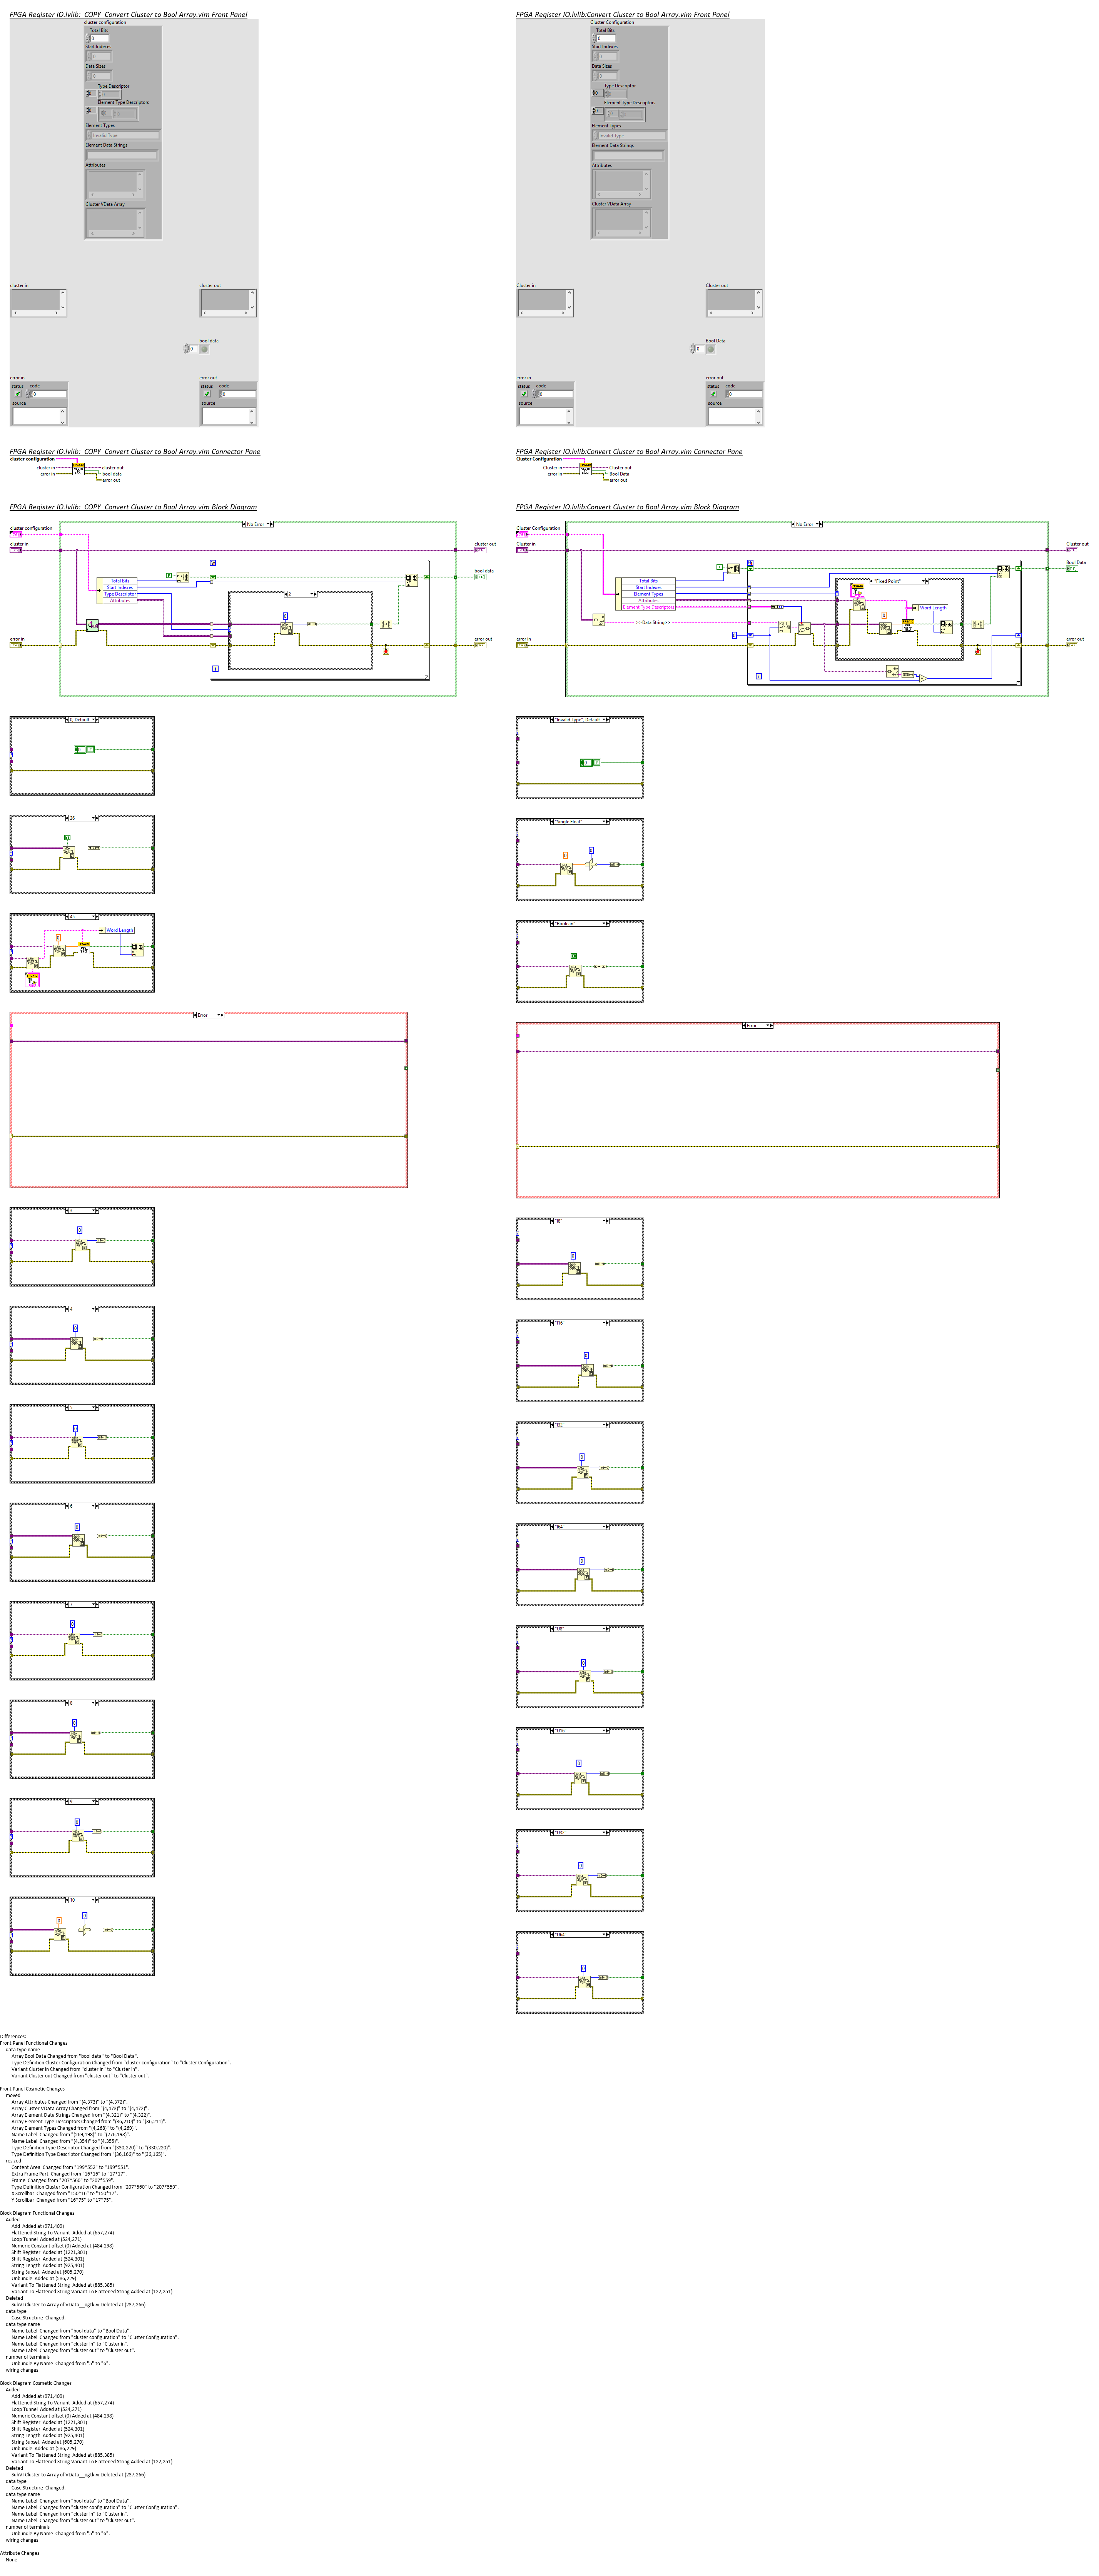 FPGA Register IO.lvlib:_COPY_Convert Cluster to Bool Array.vim Front Panel
cluster configuration
Total Bits
0
Start Indexes
0
Data Sizes
0
Type Descriptor
Element Type Descriptors
Element Types
Invalid Type
Element Data Strings
Attributes
Cluster VData Array
cluster in
cluster out
bool data
0
error in
status code
0
source
error out
status code
0
source
FPGA Register IO.lvlib:Convert Cluster to Bool Array.vim Front Panel
Cluster Configuration
Total Bits
0
Start Indexes
0
Data Sizes
0
Type Descriptor
Element Type Descriptors
Element Types
Invalid Type
Element Data Strings
Attributes
Cluster VData Array
Cluster in
Cluster out
Bool Data
0
error in
status code
0
source
error out
status code
0
source
FPGA Register IO.lvlib:_COPY_Convert Cluster to Bool Array.vim Connector Pane
cluster configuration
cluster in
error in
cluster out
bool data
error out
FPGA Register IO.lvlib:Convert Cluster to Bool Array.vim Connector Pane
Cluster Configuration
Cluster in
error in
Cluster out
Bool Data
error out
FPGA Register IO.lvlib:_COPY_Convert Cluster to Bool Array.vim Block Diagram
No Error
cluster configuration
cluster in
cluster out
bool data
Total Bits
Start Indexes
Type Descriptor
Attributes
2
error in
error out
0, Default
28
45
Word Length
Error
3
4
5
6
7
8
9
10
FPGA Register IO.lvlib:Convert Cluster to Bool Array.vim Block Diagram
No Error
Cluster Configuration
Cluster in
Cluster out
Bool Data
Total Bits
Start Indexes
Element Types
Attributes
Element Type Descriptors
>>Data String>>
"Fixed Point"
Word Length
error in
error out
"Invalid Type", Default
"Single Float"
"Boolean"
Error
"I8"
"I16"
"I32"
"I64"
"U8"
"U16"
"U32"
"U64"
Differences:
Front Panel Functional Changes
data type name
Array Bool Data Changed from "bool data" to "Bool Data".
Type Definition Cluster Configuration Changed from "cluster configuration" to "Cluster Configuration".
Variant Cluster in Changed from "cluster in" to "Cluster in".
Variant Cluster out Changed from "cluster out" to "Cluster out".
Front Panel Cosmetic Changes
moved
Array Attributes Changed from "(4,373)" to "(4,372)".
Array Cluster VData Array Changed from "(4,473)" to "(4,472)".
Array Element Data Strings Changed from "(4,321)" to "(4,322)".
Array Element Type Descriptors Changed from "(36,210)" to "(36,211)".
Array Element Types Changed from "(4,268)" to "(4,269)".
Name Label Changed from "(269,198)" to "(276,198)".
Name Label Changed from "(4,354)" to "(4,355)".
Type Definition Type Descriptor Changed from "(330,220)" to "(330,220)".
Type Definition Type Descriptor Changed from "(36,166)" to "(36,165)".
resized
Content Area Changed from "199*552" to "199*551".
Extra Frame Part Changed from "16*16" to "17*17".
Frame Changed from "207*560" to "207*559".
Type Definition Cluster Configuration Changed from "207*560" to "207*559".
X Scrollbar Changed from "150*16" to "150*17".
Y Scrollbar Changed from "16*75" to "17*75".
Block Diagram Functional Changes
Added
Add Added at (971,409)
Flattened String To Variant Added at (657,274)
Loop Tunnel Added at (524,271)
Numeric Constant offset (0) Added at (484,298)
Shift Register Added at (1221,301)
Shift Register Added at (524,301)
String Length Added at (925,401)
String Subset Added at (605,270)
Unbundle Added at (586,229)
Variant To Flattened String Added at (885,385)
Variant To Flattened String Variant To Flattened String Added at (122,251)
Deleted
SubVI Cluster to Array of VData__ogtk.vi Deleted at (237,266)
data type
Case Structure Changed.
data type name
Name Label Changed from "bool data" to "Bool Data".
Name Label Changed from "cluster configuration" to "Cluster Configuration".
Name Label Changed from "cluster in" to "Cluster in".
Name Label Changed from "cluster out" to "Cluster out".
number of terminals
Unbundle By Name Changed from "5" to "6".
wiring changes
Block Diagram Cosmetic Changes
Added
Add Added at (971,409)
Flattened String To Variant Added at (657,274)
Loop Tunnel Added at (524,271)
Numeric Constant offset (0) Added at (484,298)
Shift Register Added at (1221,301)
Shift Register Added at (524,301)
String Length Added at (925,401)
String Subset Added at (605,270)
Unbundle Added at (586,229)
Variant To Flattened String Added at (885,385)
Variant To Flattened String Variant To Flattened String Added at (122,251)
Deleted
SubVI Cluster to Array of VData__ogtk.vi Deleted at (237,266)
data type
Case Structure Changed.
data type name
Name Label Changed from "bool data" to "Bool Data".
Name Label Changed from "cluster configuration" to "Cluster Configuration".
Name Label Changed from "cluster in" to "Cluster in".
Name Label Changed from "cluster out" to "Cluster out".
number of terminals
Unbundle By Name Changed from "5" to "6".
wiring changes
Attribute Changes
None